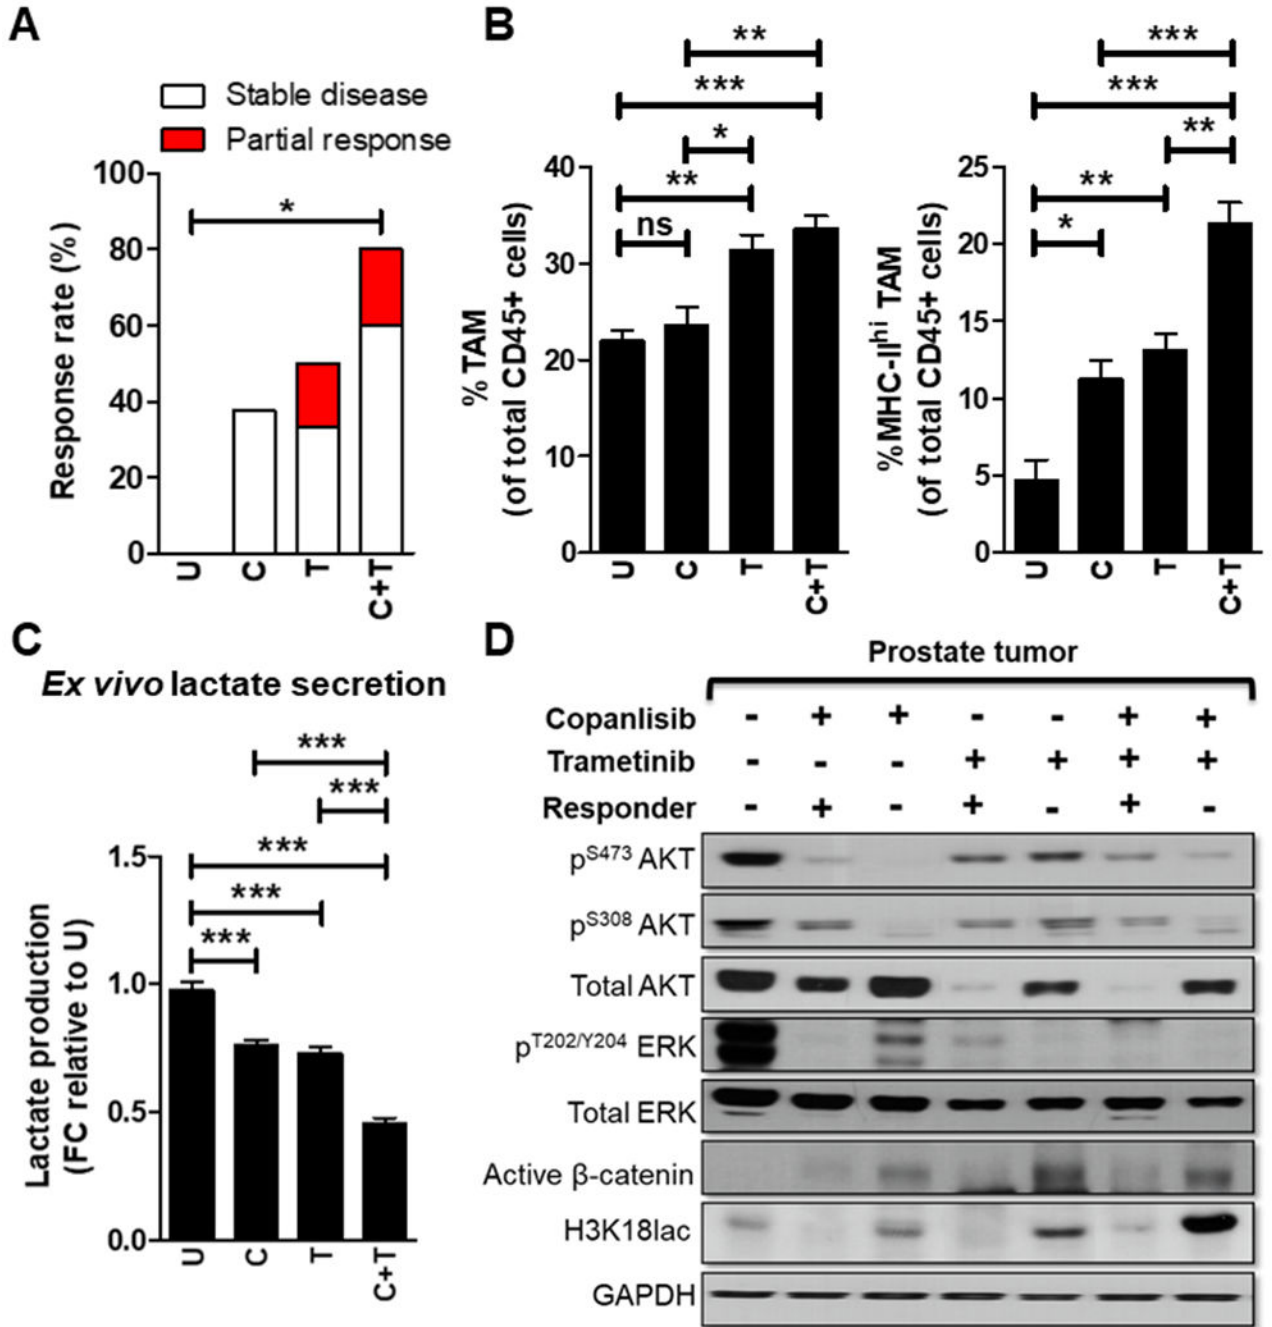 A
Stable disease
Partial response
Response rate (%)
100
80
60
40
20
0
*
U
C
T
C+T
B
%TAM
(of total CD45+ cells)
40
30
20
10
0
**
***
*
**
ns
U
C
T
C+T
%MHC-IIhi TAM
(of total CD45+ cells)
25
20
15
10
5
0
***
***
**
**
*
U
C
T
C+T
C
Ex vivo lactate secretion
Lactate production
(FC relative to U)
1.5
1.0
0.5
0.0
***
***
***
***
***
U
C
T
C+T
D
Prostate tumor
Copanlisib - + + - - + +
Trametinib - - - + + + +
Responder - + - + - + -
pS473 AKT
pS308 AKT
Total AKT
pT202/Y204 ERK
Total ERK
Active β-catenin
H3K18lac
GAPDH